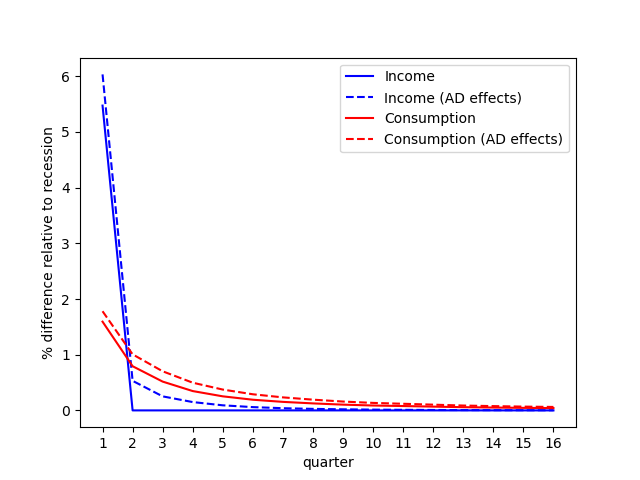 Income
Income (AD effects)
Consumption
Consumption (AD effects)
% difference relative to recession
6
5
4
3
2
1
0
1 2 3 4 5 6 7 8 9 10 11 12 13 14 15 16
quarter